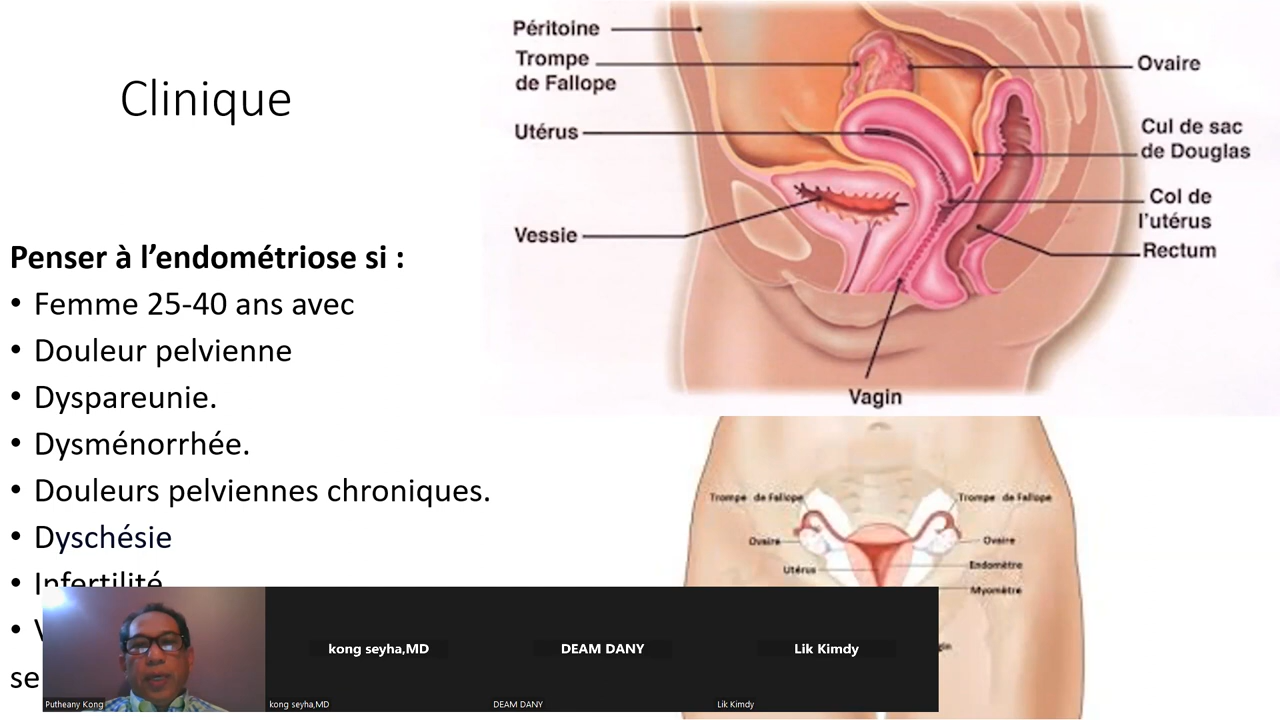 Clinique
Penser à l’endométriose si :
• Femme 25-40 ans avec
• Douleur pelvienne
• Dyspareunie.
• Dysménorrhée.
• Douleurs pelviennes chroniques.
• Dyschésie
• Infertilité
Péritoine
Trompe
de Fallope
Utérus
Vessie
Ovaire
Cul de sac
de Douglas
Col de
l’utérus
Rectum
Vagin
Trompe de Fallope
Trompe de Fallope
Ovaire
Ovaire
Utérus
Endomètre
Myomètre
kong seyha,MD
DEAM DANY
Lik Kimdy
Putheany Kong
kong seyha,MD
DEAM DANY
Lik Kimdy